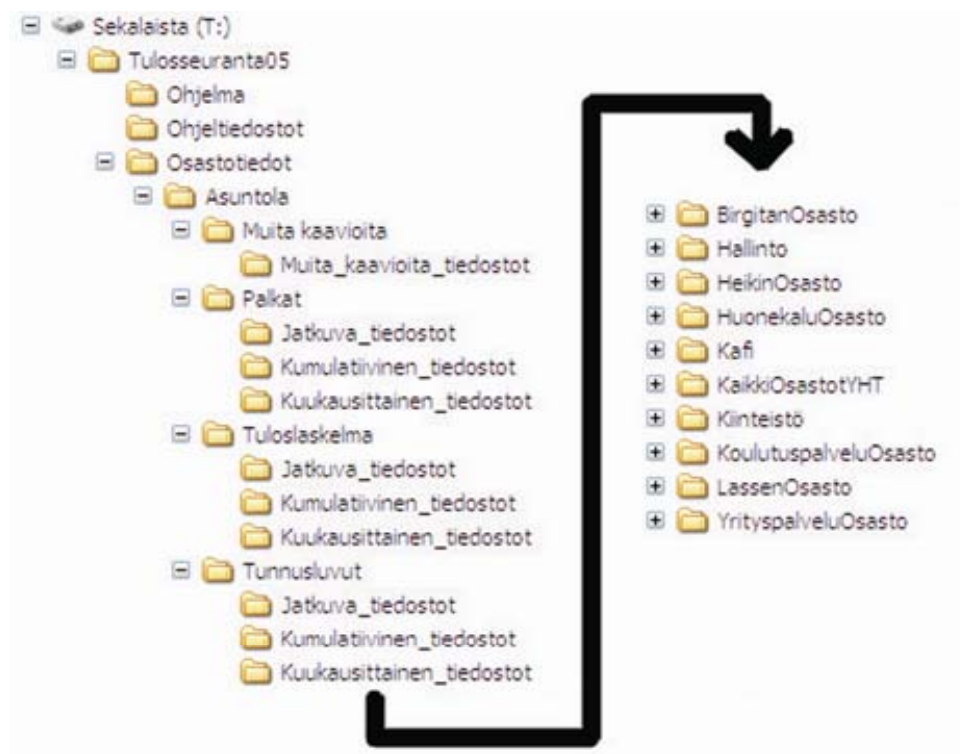 Sekalaista (T:)
Tulosseuranta05
Ohjelma
Ohjeltiedostot
Osastotiedot
Asuntola
Muita kaavioita
Muita_kaavioita_tiedostot
Palkat
Jatkuva_tiedostot
Kumulatiivinen_tiedostot
Kuukausittainen_tiedostot
Tuloslaskelma
Jatkuva_tiedostot
Kumulatiivinen_tiedostot
Kuukausittainen_tiedostot
Tunnusluvut
Jatkuva_tiedostot
Kumulatiivinen_tiedostot
Kuukausittainen_tiedostot
BirgitanOsasto
Hallinto
HeikinOsasto
HuonekaluOsasto
Kafi
KaikkiOsastotYHT
Kiinteistö
KoulutuspalveluOsasto
LassenOsasto
YrityspalveluOsasto